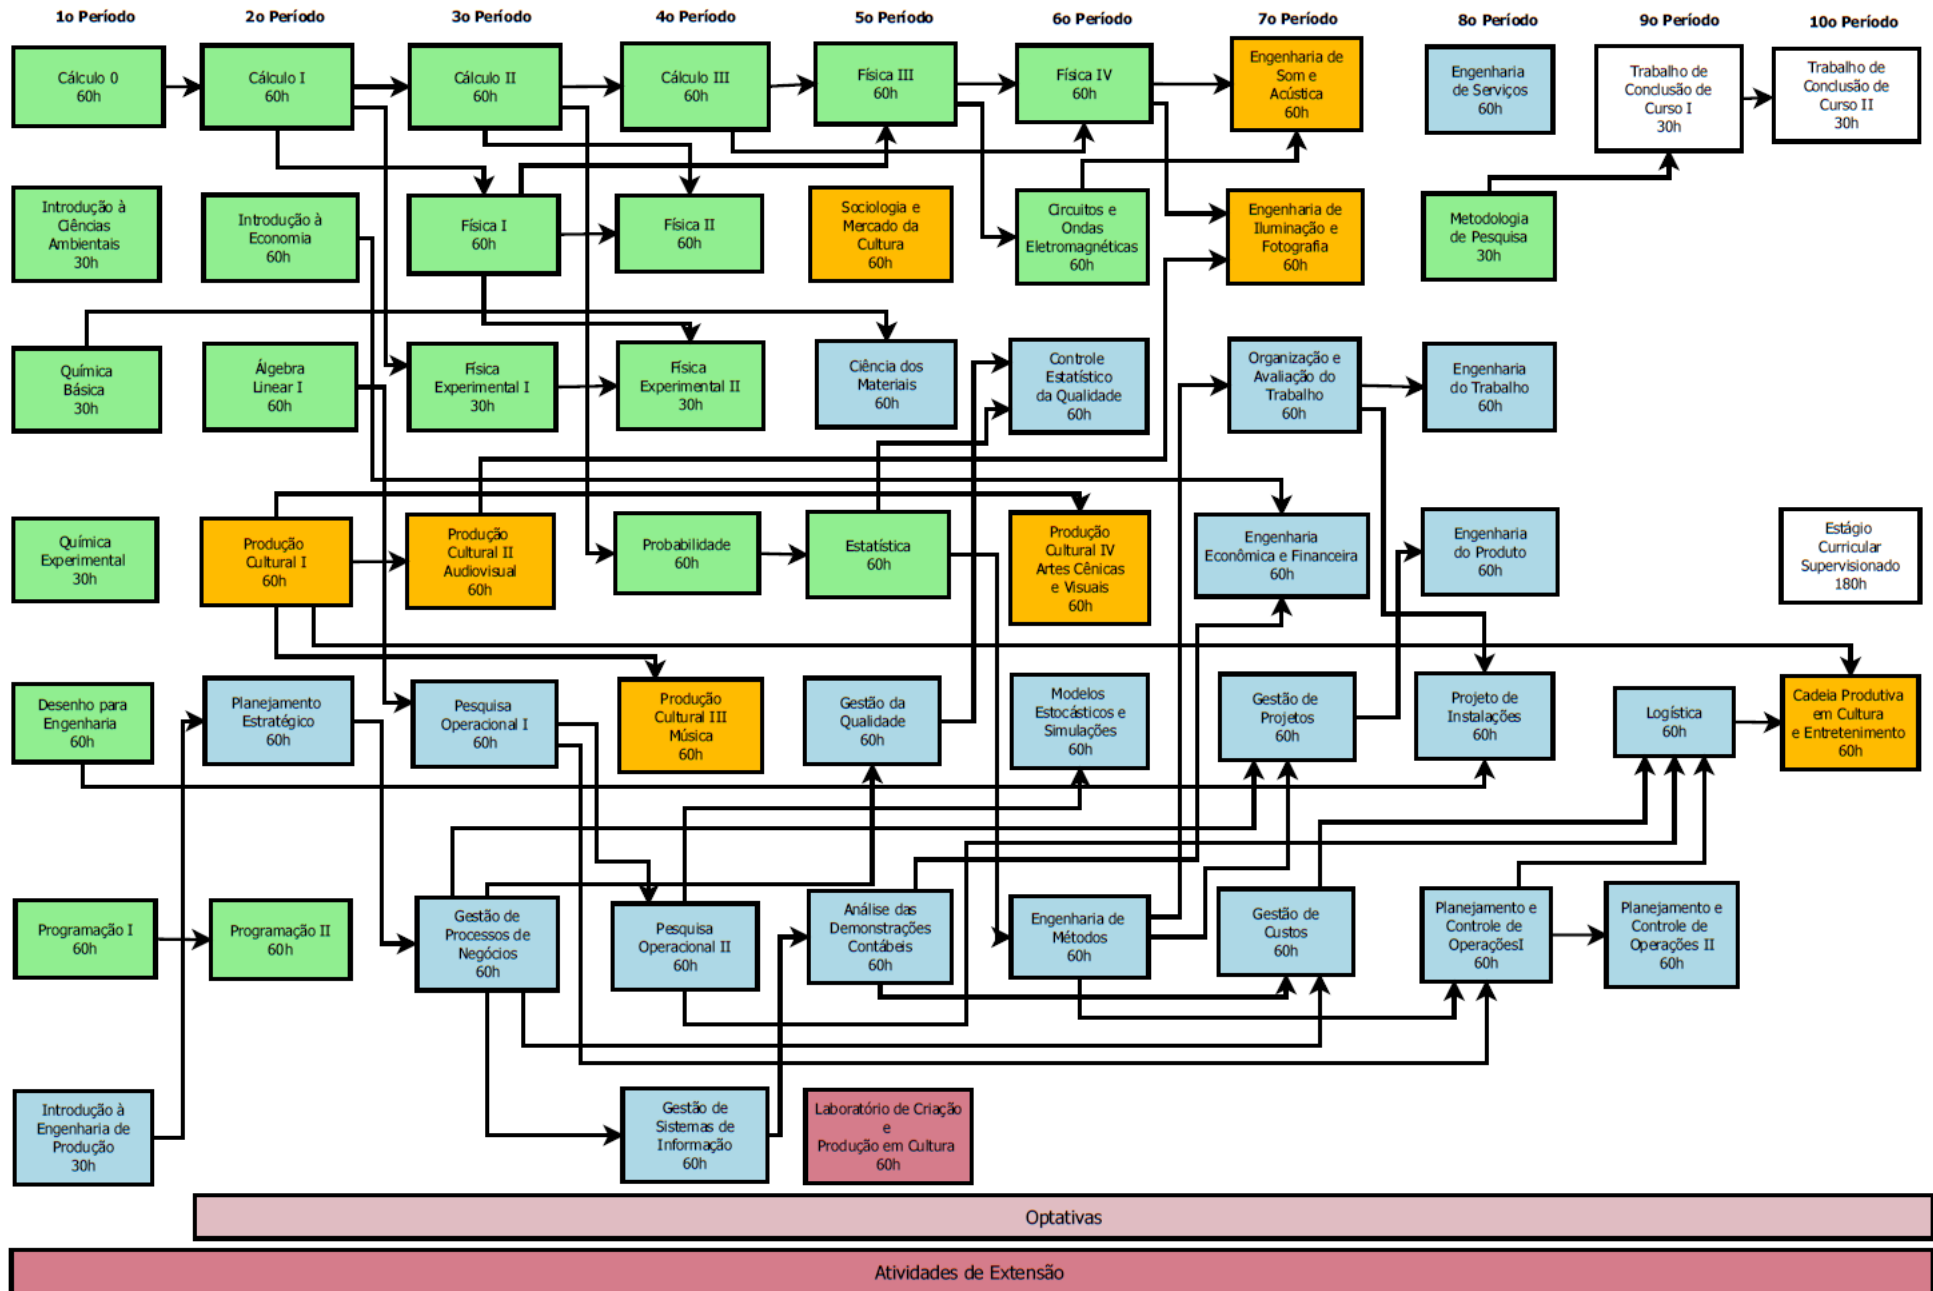 1o Período
2o Período
3o Período
4o Período
5o Período
6o Período
7o Período
8o Período
9o Período
10o Período
Cálculo 0
60h
Cálculo I
60h
Cálculo II
60h
Cálculo III
60h
Física III
60h
Física IV
60h
Engenharia de
Som e
Acústica
60h
Engenharia
de Serviços
60h
Trabalho de
Conclusão de
Curso I
30h
Trabalho de
Conclusão de
Curso II
30h
Introdução à
Ciências
Ambientais
30h
Introdução à
Economia
60h
Física I
60h
Física II
60h
Sociologia e
Mercado da
Cultura
60h
Circuitos e
Ondas
Eletromagnéticas
60h
Engenharia de
Iluminação e
Fotografia
60h
Metodologia
de Pesquisa
30h
Química
Básica
30h
Álgebra
Linear I
60h
Física
Experimental I
30h
Física
Experimental II
30h
Ciência dos
Materiais
60h
Controle
Estatístico
da Qualidade
60h
Organização e
Avaliação do
Trabalho
60h
Engenharia
do Trabalho
60h
Química
Experimental
30h
Produção
Cultural I
60h
Produção
Cultural II
Audiovisual
60h
Probabilidade
60h
Estatística
60h
Produção
Cultural IV
Artes Cênicas
e Visuais
60h
Engenharia
Econômica e Financeira
60h
Engenharia
do Produto
60h
Estágio
Curricular
Supervisionado
180h
Desenho para
Engenharia
60h
Planejamento
Estratégico
60h
Pesquisa
Operacional I
60h
Produção
Cultural III
Música
60h
Gestão da
Qualidade
60h
Modelos
Estocásticos e
Simulações
60h
Gestão de
Projetos
60h
Projeto de
Instalações
60h
Logística
60h
Cadeia Produtiva
em Cultura
e Entretenimento
60h
Programação I
60h
Programação II
60h
Gestão de
Processos de
Negócios
60h
Pesquisa
Operacional II
60h
Análise das
Demonstrações
Contábeis
60h
Engenharia de
Métodos
60h
Gestão de
Custos
60h
Planejamento e
Controle de
OperaçõesI
60h
Planejamento e
Controle de
Operações II
60h
Introdução à
Engenharia de
Produção
30h
Gestão de
Sistemas de
Informação
60h
Laboratório de Criação
e
Produção em Cultura
60h
Optativas
Atividades de Extensão